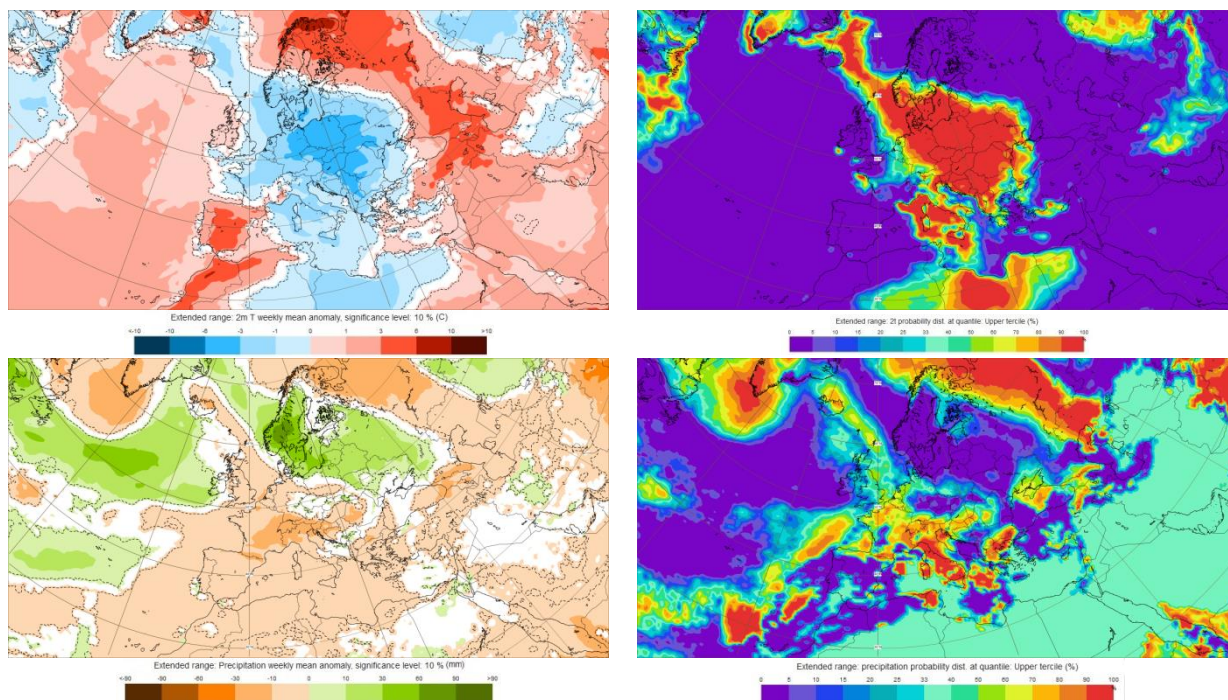 Extended range: 2m T weekly mean anomaly, significance level: 10 % (C)
<-10 -10 -6 -3 -1 0 1 3 6 10 >10
Extended range: 2t probability dist. at quantile: Upper tercile (%)
0 5 10 15 20 25 33 40 50 60 70 80 90 100
%
Extended range: Precipitation weekly mean anomaly, significance level: 10 % (mm)
<-90 -90 -60 -30 -10 0 10 30 60 90 >90
Extended range: precipitation probability dist. at quantile: Upper tercile (%)
0 5 10 15 20 25 33 40 50 60 70 80 90 100
%